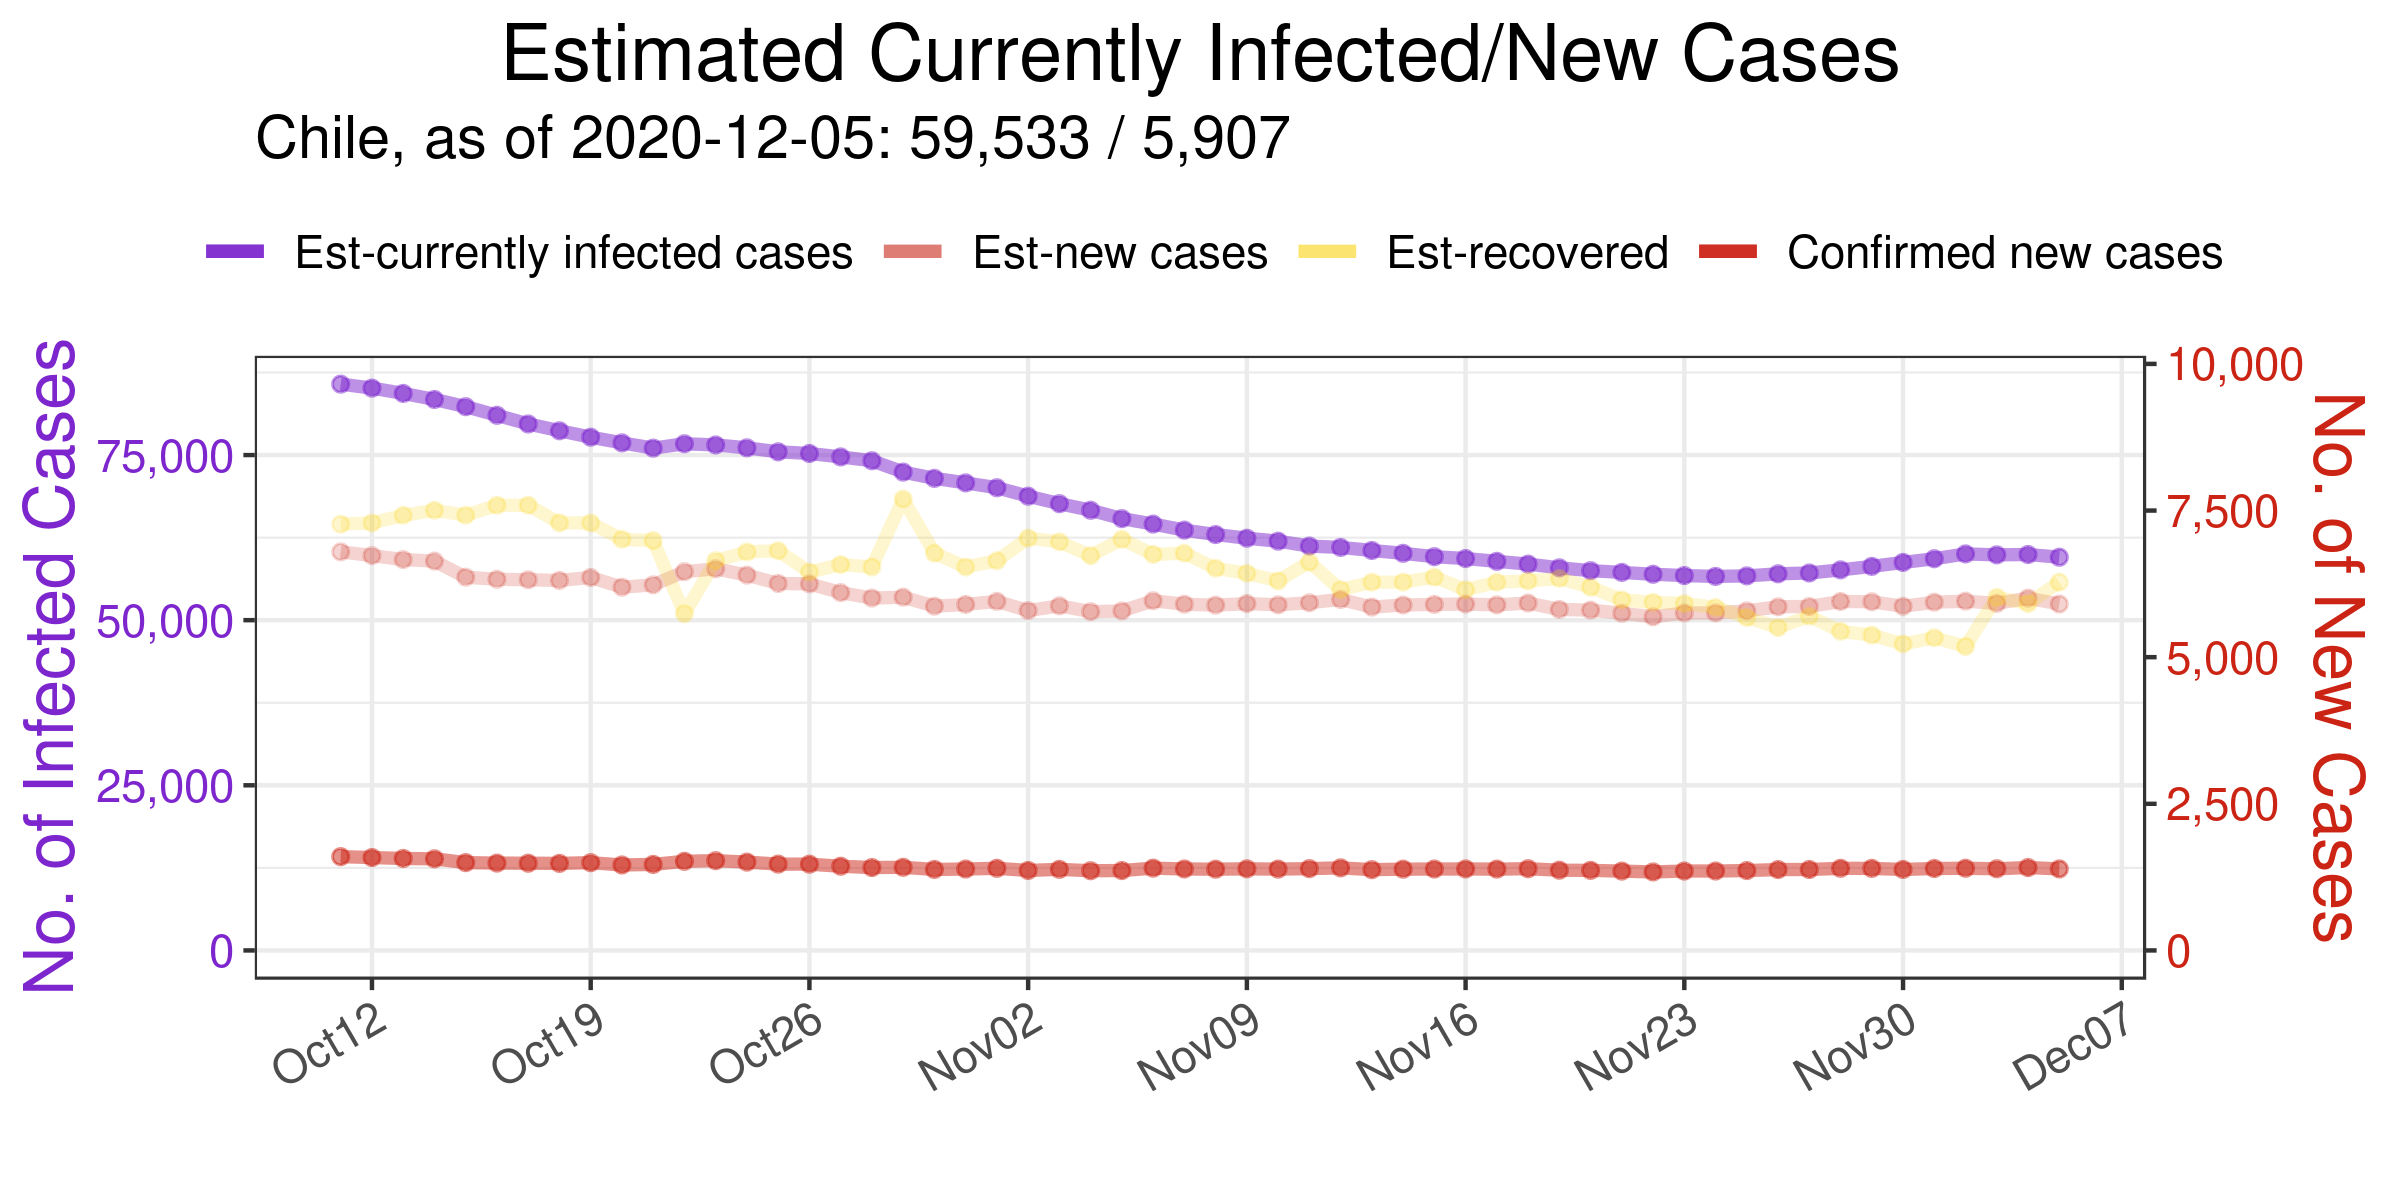 Estimated Currently Infected/New Cases
Chile, as of 2020-12-05: 59,533 / 5,907
Est-currently infected cases Est-new cases Est-recovered Confirmed new cases
No. of Infected Cases
75,000
50,000
25,000
0
10,000
7,500
5,000
2,500
0
No. of New Cases
Oct12 Oct19 Oct26 Nov02 Nov09 Nov16 Nov23 Nov30 Dec07